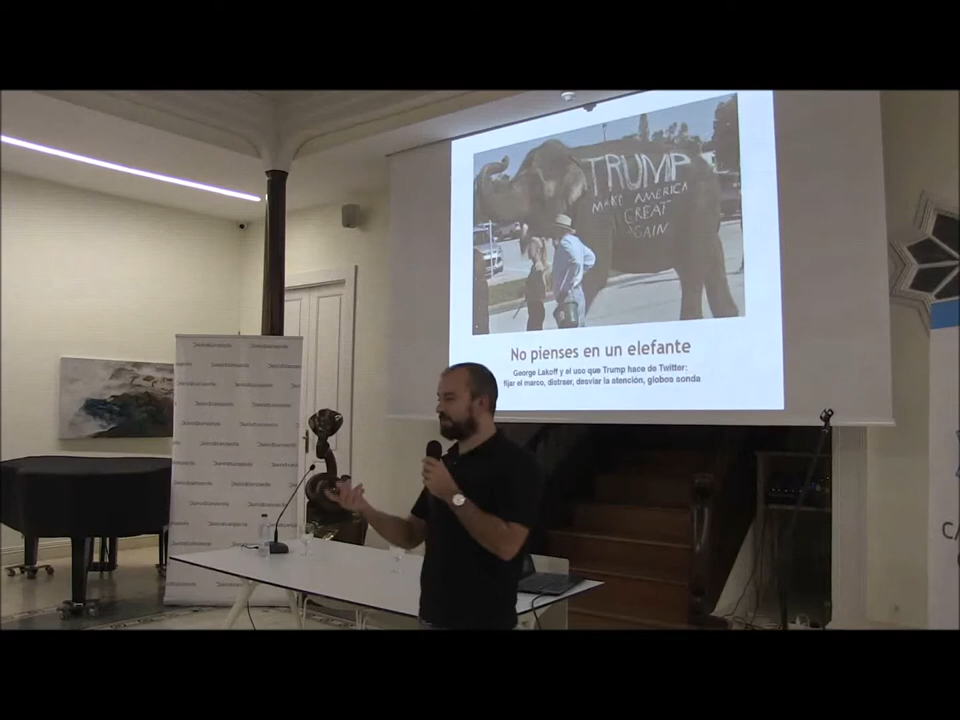 TRUMP
MAKE AMERICA
GREAT
AGAIN
No pienses en un elefante
George Lakoff y el uso que Trump hace de Twitter:
fijar el marco, distraer, desviar la atención, globos sonda